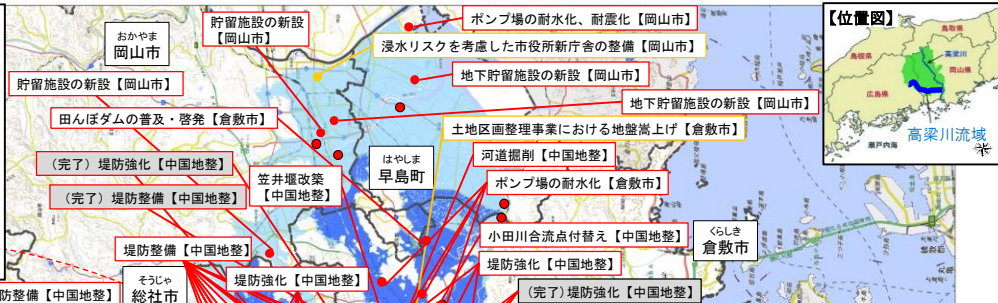 ポンプ場の耐水化、耐震化【岡山市】
貯留施設の新設
【岡山市】
おかやま
岡山市
浸水リスクを考慮した市役所新庁舎の整備【岡山市】
貯留施設の新設【岡山市】
地下貯留施設の新設【岡山市】
地下貯留施設の新設【岡山市】
田んぼダムの普及・啓発【倉敷市】
土地区画整理事業における地盤嵩上げ【倉敷市】
(完了)堤防強化【中国地整】
はやしま
早島町
河道掘削【中国地整】
笠井堰改築
【中国地整】
ポンプ場の耐水化【倉敷市】
(完了)堤防整備【中国地整】
小田川合流点付替え【中国地整】
くらしき
倉敷市
堤防整備【中国地整】
堤防強化【中国地整】
堤防強化【中国地整】
そうじゃ
総社市
防整備【中国地整】
(完了)堤防強化【中国地整】
【位置図】
鳥取県
島根県
高梁川
岡山県
広島県
瀬戸内海
高梁川流域